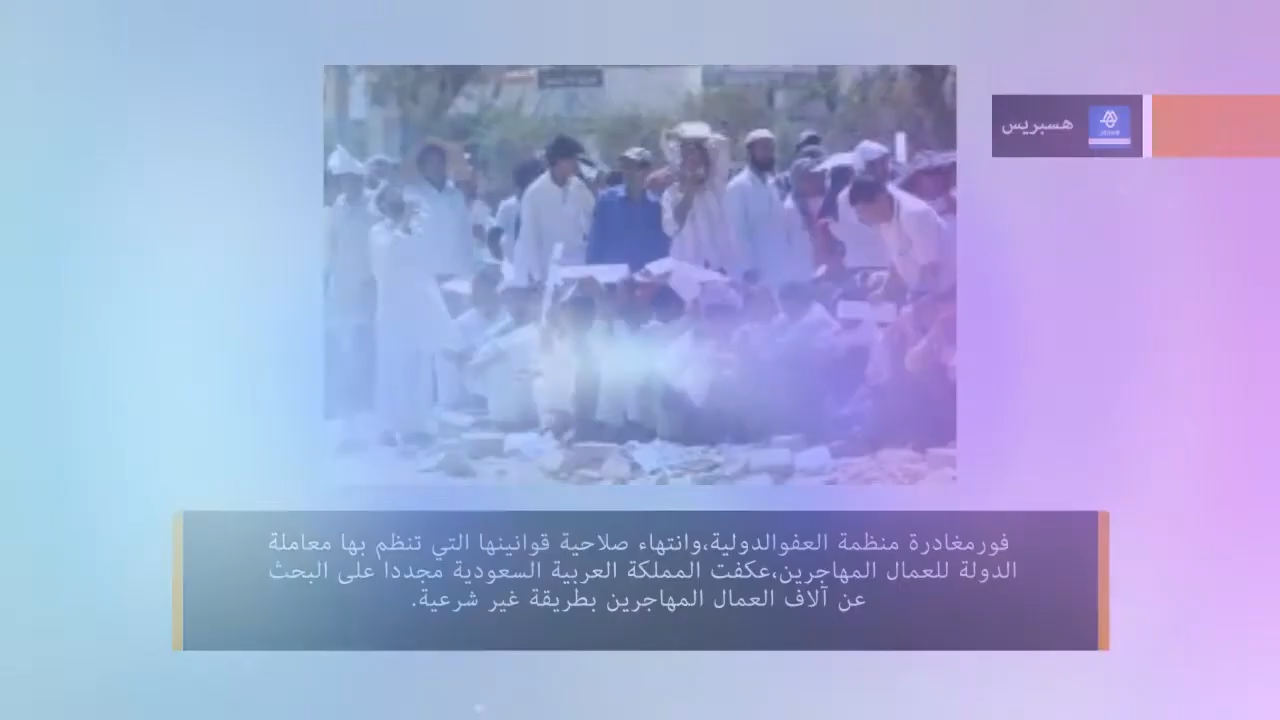 هسبريس
فورمغادرة منظمة العفوالدولية،وانتهاء صلاحية قوانينها التي تنظم بها معاملة
الدولة للعمال المهاجرين،عكفت المملكة العربية السعودية مجددا على البحث
عن آلاف العمال المهاجرين بطريقة غير شرعية.